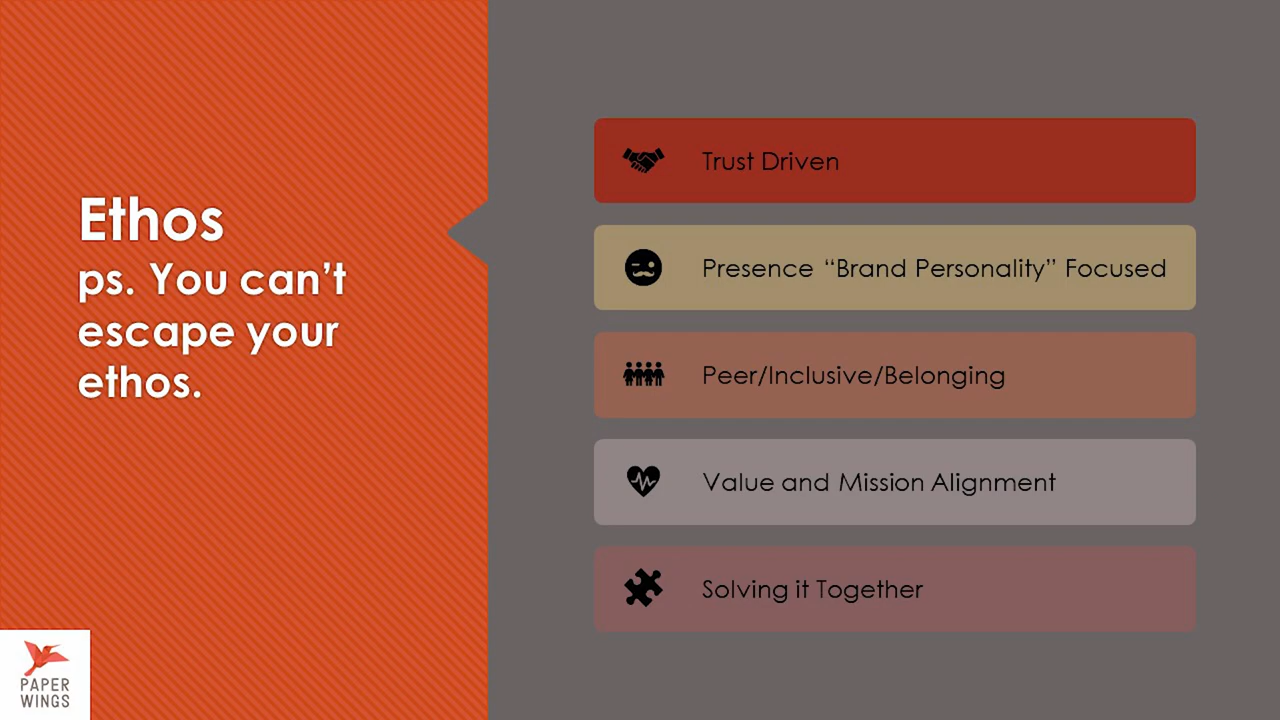 Ethos
ps. You can’t
escape your
ethos.
Trust Driven
Presence “Brand Personality” Focused
Peer/Inclusive/Belonging
Value and Mission Alignment
Solving it Together
PAPER
WINGS